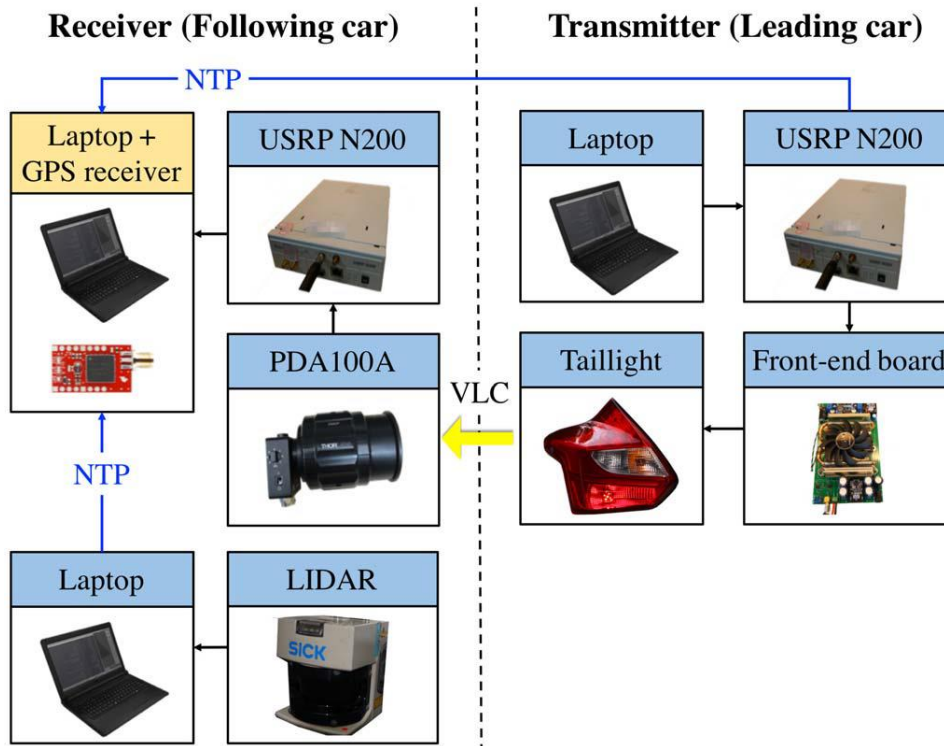 Receiver (Following car)
Transmitter (Leading car)
NTP
Laptop +
GPS receiver
USRP N200
Laptop
USRP N200
PDA100A
VLC
Taillight
Front-end board
THORLABS
NTP
Laptop
LIDAR
SICK